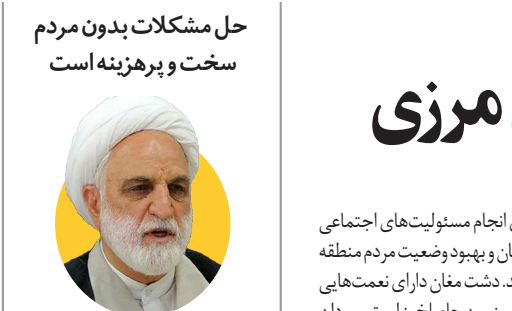 حل مشکلات بدون مردم
سخت و پرهزینه است
مرزی
انجام مسئولیت‌های اجتماعی
و بهبود وضعیت مردم منطقه
دشت مغان دارای نعمت‌هایی